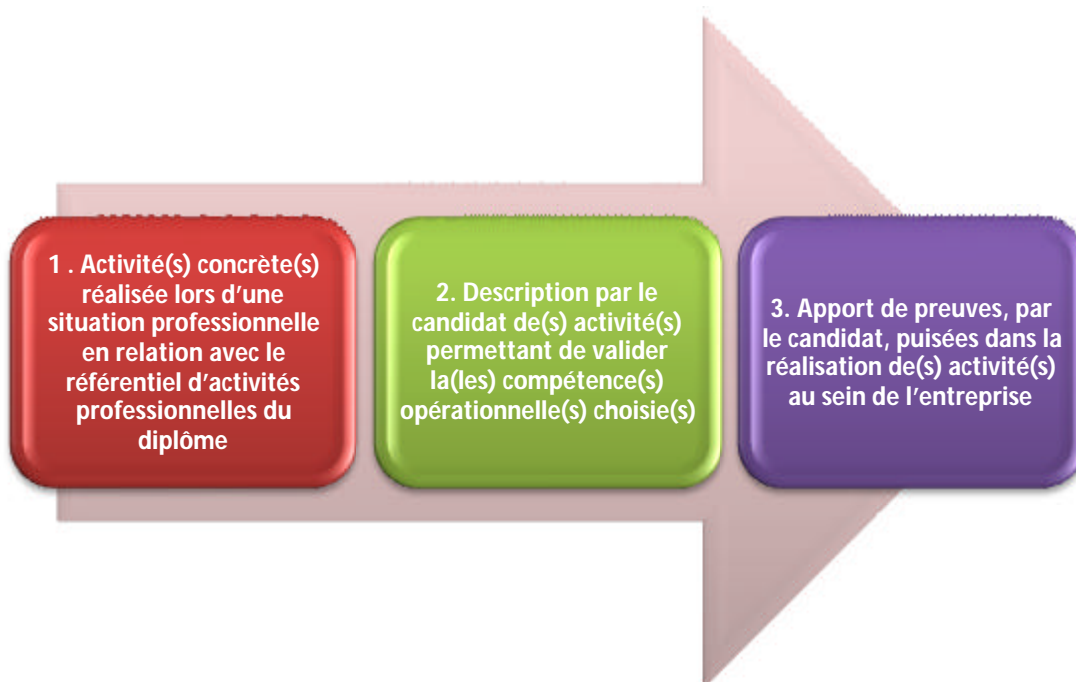 1 . Activité(s) concrète(s)
réalisée lors d’une
situation professionnelle
en relation avec le
référentiel d’activités
professionnelles du
diplôme
2. Description par le
candidat de(s) activité(s)
permettant de valider
la(les) compétence(s)
opérationnelle(s) choisie(s)
3. Apport de preuves, par
le candidat, puisées dans la
réalisation de(s) activité(s)
au sein de l’entreprise